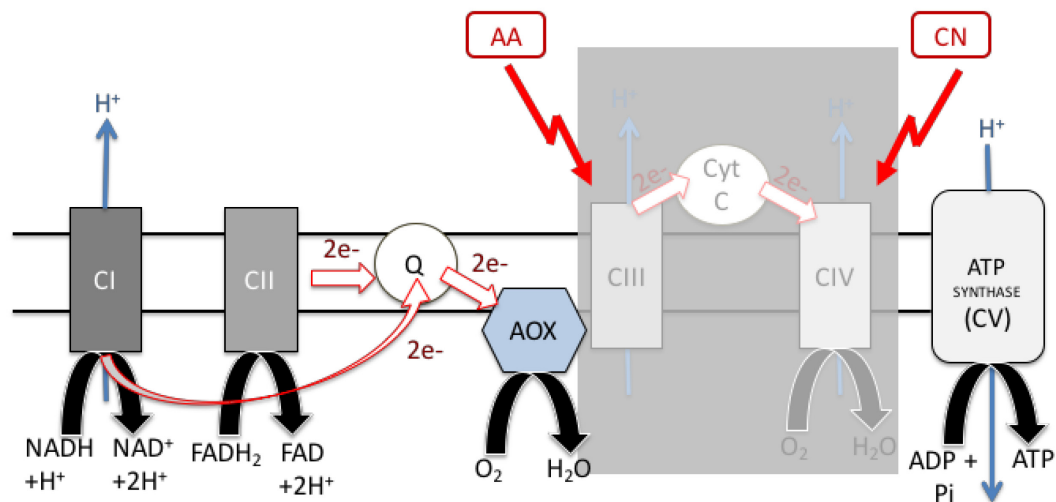 AA
CN
H⁺
H⁺
H⁺
H⁺
2e-
Cyt
C
2e-
CI
CII
2e-
Q
2e-
AOX
CIII
CIV
ATP
SYNTHASE
(CV)
2e-
NADH
+H⁺
NAD⁺
+2H⁺
FADH₂
FAD
+2H⁺
O₂
H₂O
O₂
H₂O
ADP +
Pi
ATP